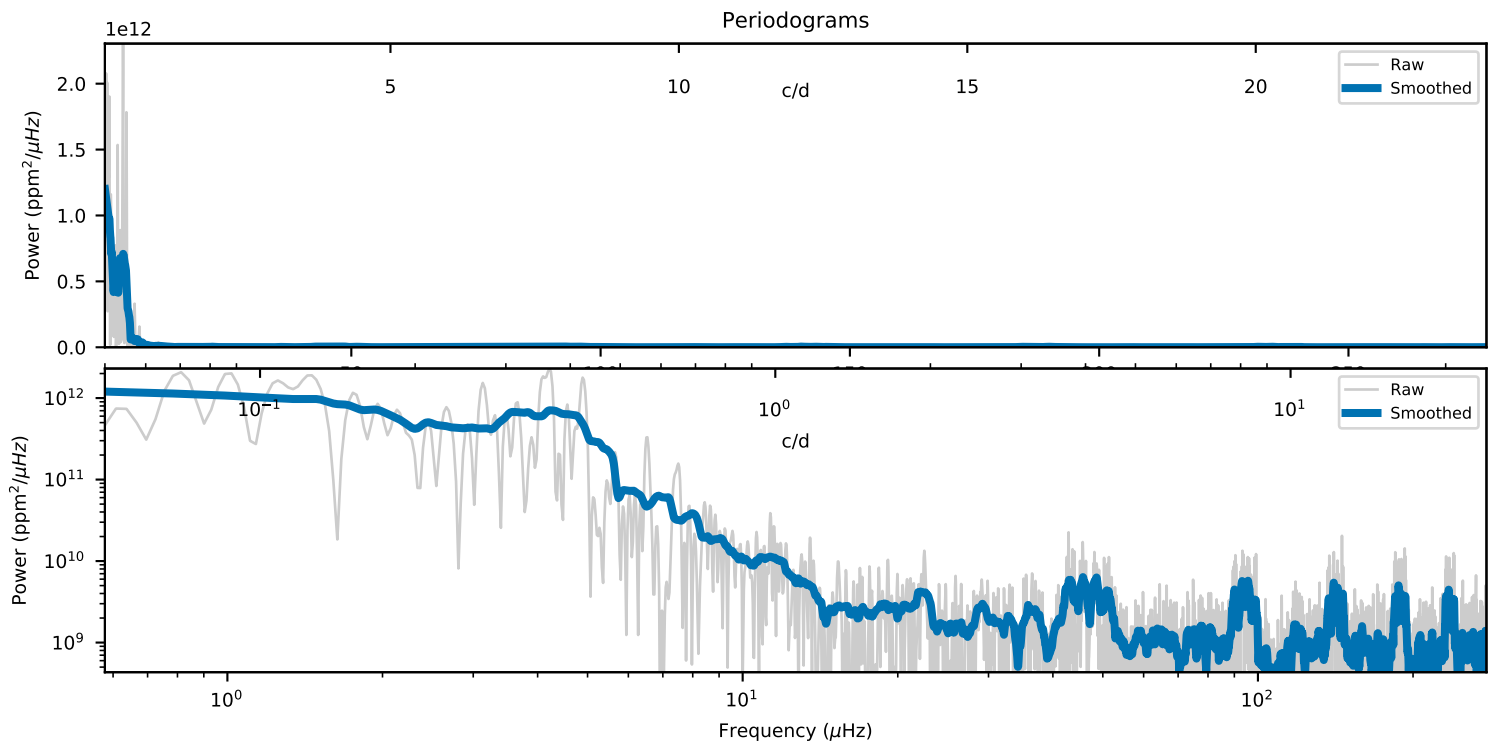 Periodograms
1e12
2.0
1.5
1.0
0.5
0.0
Power (ppm²/μHz)
5
10
15
20
c/d
Raw
Smoothed
10¹²
10¹¹
10¹⁰
10⁹
Power (ppm²/μHz)
10⁻¹
10⁰
10¹
c/d
Raw
Smoothed
10⁰
10¹
10²
Frequency (μHz)